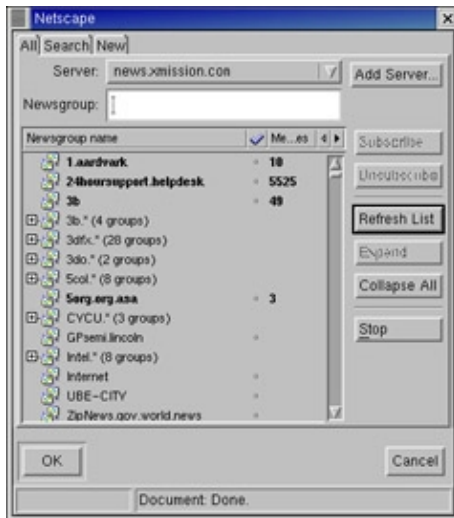 Netscape
All Search New
Server: news.xmission.com Add Server...
Newsgroup:
Newsgroup name Me...es
Subscribe
1.aardvark 10
24hoursupport.helpdesk 5525
Unsubscribe
3b 49
3b.* (4 groups)
Refresh List
3dfx.* (28 groups)
3do.* (2 groups)
Expand
5col.* (8 groups)
Collapse All
5org.org.asa 3
CYCU.* (3 groups)
GPsemi.lincoln
Stop
Intel.* (8 groups)
Internet
UBE-CITY
ZipNews.gov.world.news
OK Cancel
Document: Done.